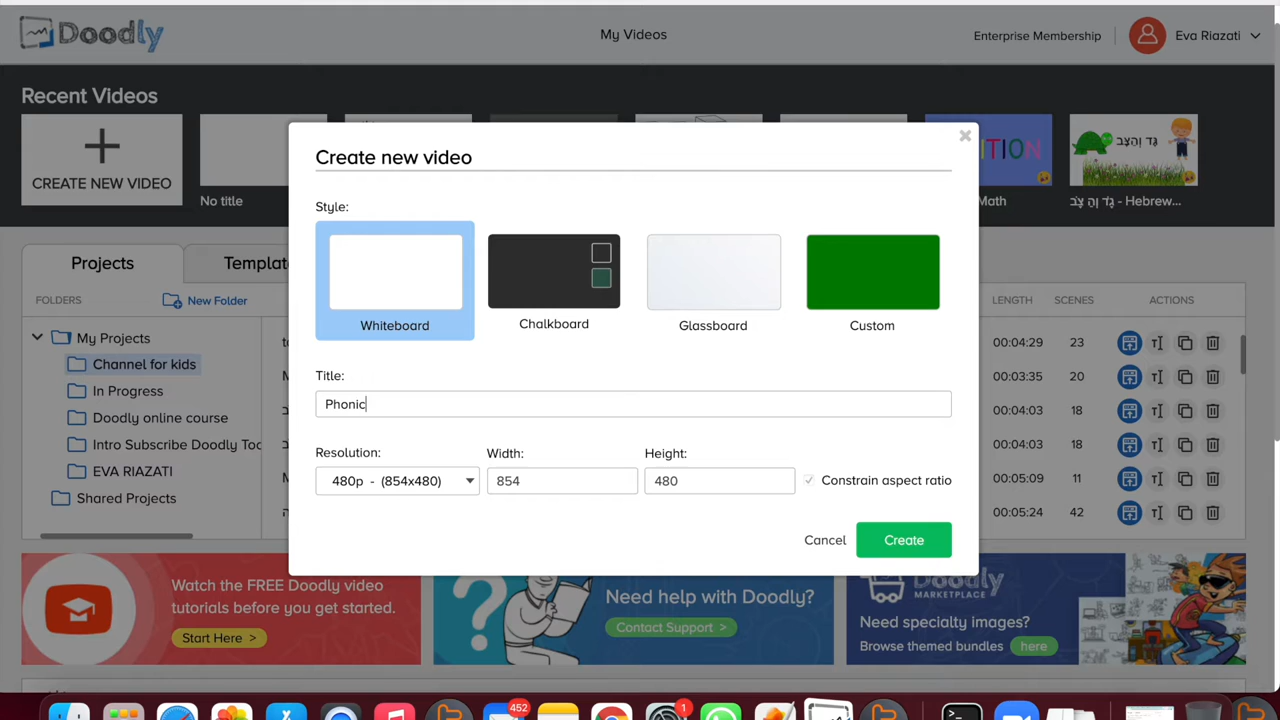 Doodly
My Videos
Enterprise Membership
Eva Riazati
Recent Videos
CREATE NEW VIDEO
No title
ITION
Math
גַד וְהַצַב
גַד וְהַ צַב - Hebrew...
Create new video
Style:
Whiteboard
Chalkboard
Glassboard
Custom
Title:
Phonic
Resolution:
Width:
Height:
480p - (854x480)
854
480
Constrain aspect ratio
Cancel
Create
Projects
FOLDERS
New Folder
My Projects
Channel for kids
In Progress
Doodly online course
Intro Subscribe Doodly
EVA RIAZATI
Shared Projects
LENGTH SCENES ACTIONS
00:04:29 23
00:03:35 20
00:04:03 18
00:04:03 18
00:05:09 11
00:05:24 42
Watch the FREE Doodly video
tutorials before you get started.
Start Here >
Need help with Doodly?
Contact Support >
Doodly
MARKETPLACE
Need specialty images?
Browse themed bundles here
452
1